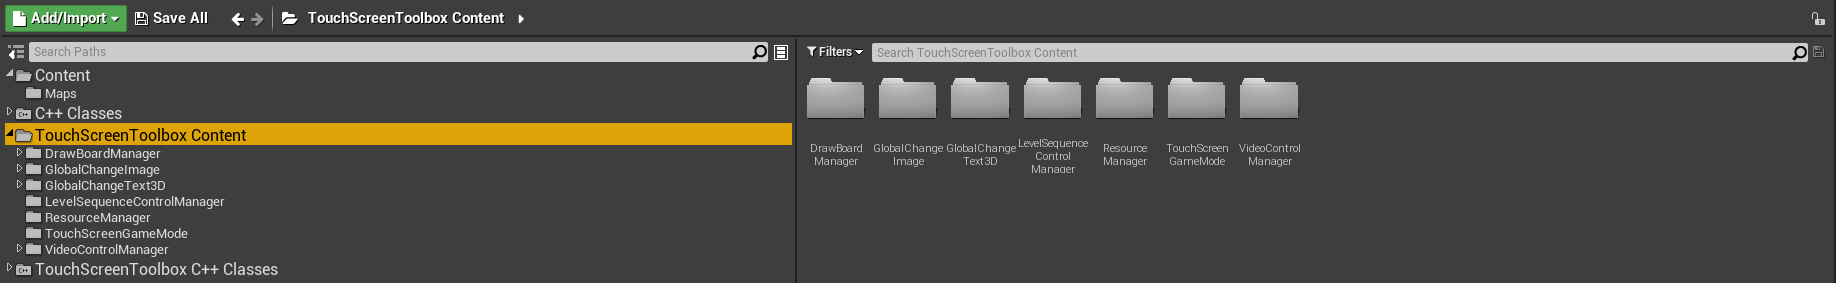 Add/Import
Save All
TouchScreenToolbox Content
Search Paths
Content
Maps
C++ Classes
TouchScreenToolbox Content
DrawBoardManager
GlobalChangeImage
GlobalChangeText3D
LevelSequenceControlManager
ResourceManager
TouchScreenGameMode
VideoControlManager
TouchScreenToolbox C++ Classes
Filters
Search TouchScreenToolbox Content
DrawBoard
Manager
GlobalChange
Image
GlobalChange
Text3D
LevelSequence
Control
Manager
Resource
Manager
TouchScreen
GameMode
VideoControl
Manager